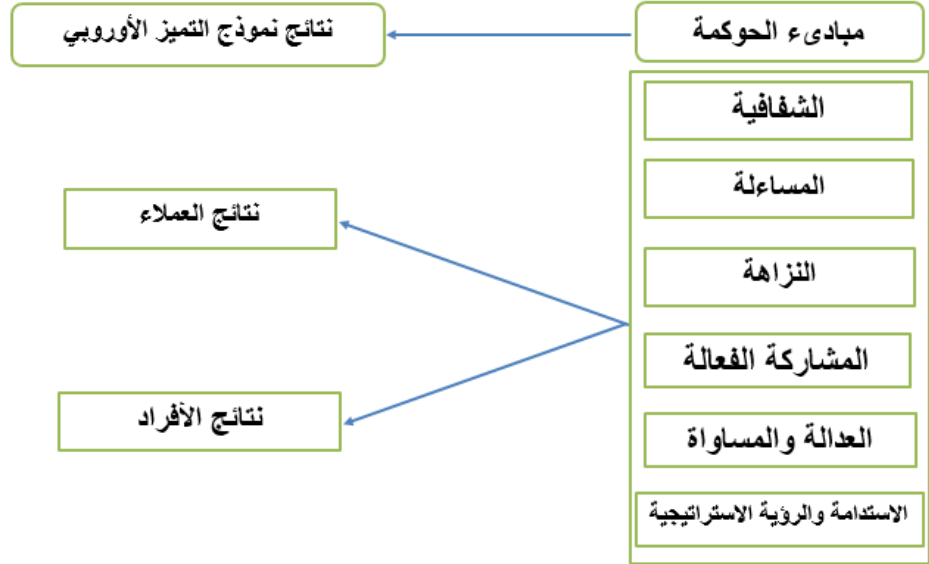 مبادىء الحوكمة
نتائج نموذج التميز الأوروبي
الشفافية
المساءلة
النزاهة
المشاركة الفعالة
العدالة والمساواة
الاستدامة والرؤية الاستراتيجية
نتائج العملاء
نتائج الأفراد